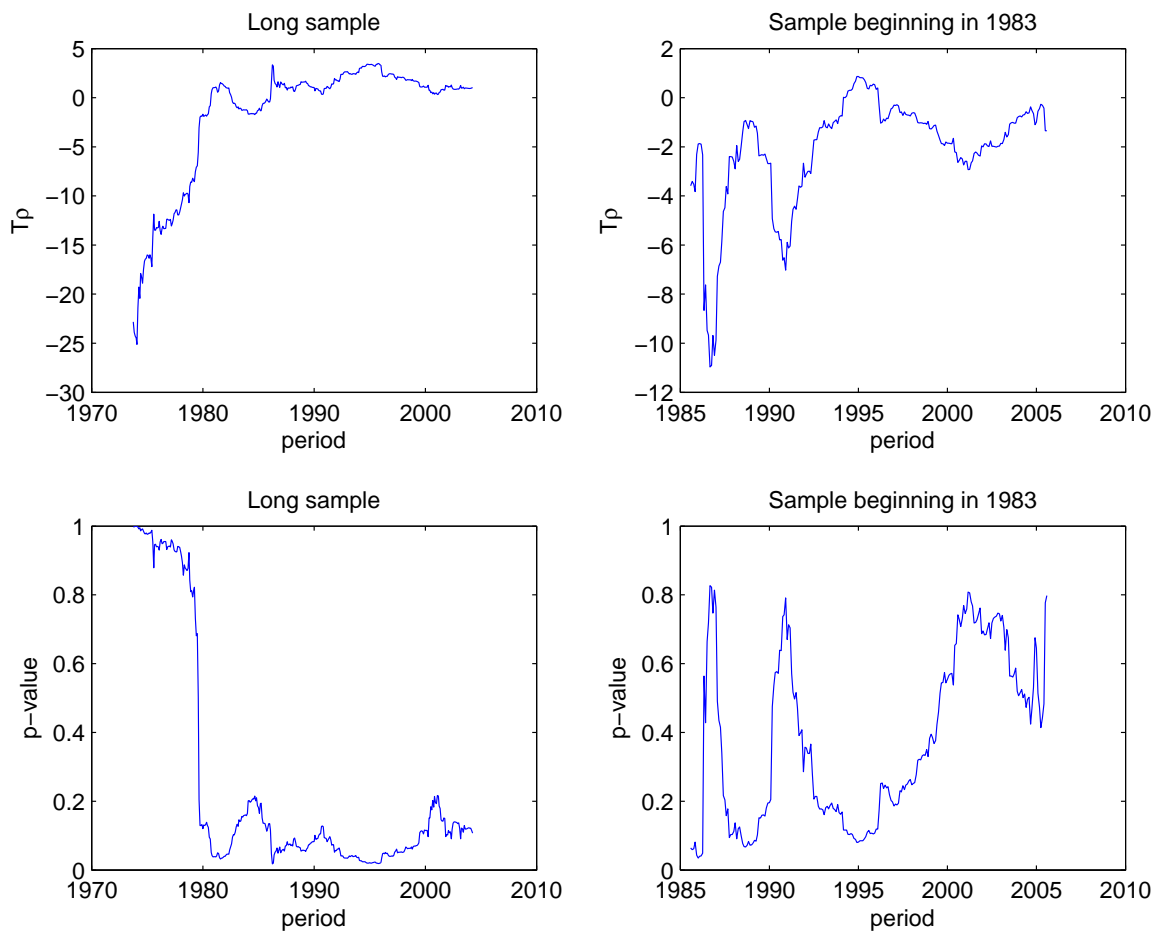 Long sample
Sample beginning in 1983
5
0
−5
−10
−15
−20
−25
−30
Tρ
1970 1980 1990 2000 2010
period
2
0
−2
−4
−6
−8
−10
−12
Tρ
1985 1990 1995 2000 2005 2010
period
Long sample
Sample beginning in 1983
1
0.8
0.6
0.4
0.2
0
p−value
1970 1980 1990 2000 2010
period
1
0.8
0.6
0.4
0.2
0
p−value
1985 1990 1995 2000 2005 2010
period